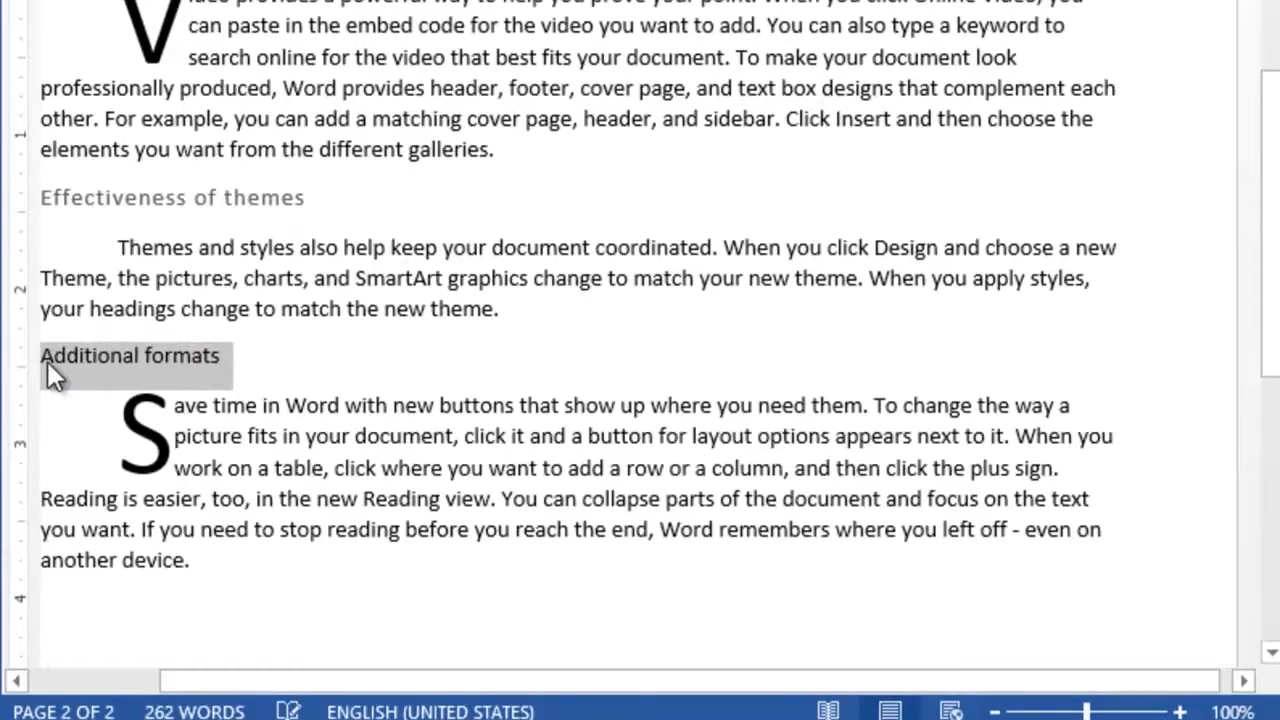 can paste in the embed code for the video you want to add. You can also type a keyword to
V search online for the video that best fits your document. To make your document look
professionally produced, Word provides header, footer, cover page, and text box designs that complement each
other. For example, you can add a matching cover page, header, and sidebar. Click Insert and then choose the
elements you want from the different galleries.
Effectiveness of themes
Themes and styles also help keep your document coordinated. When you click Design and choose a new
Theme, the pictures, charts, and SmartArt graphics change to match your new theme. When you apply styles,
your headings change to match the new theme.
Additional formats
Save time in Word with new buttons that show up where you need them. To change the way a
picture fits in your document, click it and a button for layout options appears next to it. When you
work on a table, click where you want to add a row or a column, and then click the plus sign.
Reading is easier, too, in the new Reading view. You can collapse parts of the document and focus on the text
you want. If you need to stop reading before you reach the end, Word remembers where you left off - even on
another device.
1
2
3
4
PAGE 2 OF 2 262 WORDS ENGLISH (UNITED STATES) 100%